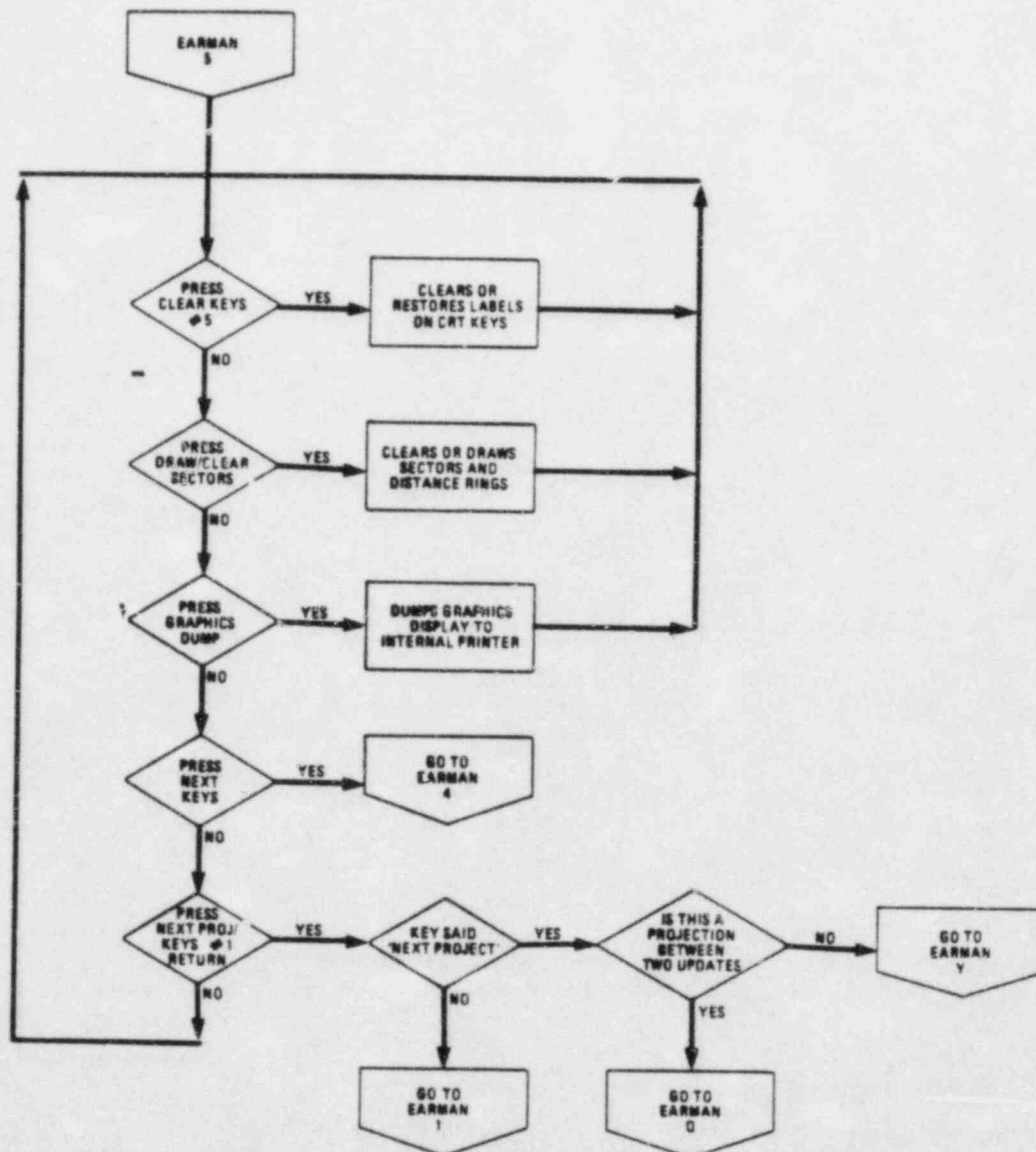 EARMAN
5
PRESS
CLEAR KEYS
#5
YES
CLEARS OR
RESTORES LABELS
ON CRT KEYS
NO
PRESS
DRAW/CLEAR
SECTORS
YES
CLEARS OR DRAWS
SECTORS AND
DISTANCE RINGS
NO
PRESS
GRAPHICS
DUMP
YES
DUMPS GRAPHICS
DISPLAY TO
INTERNAL PRINTER
NO
PRESS
NEXT
KEYS
YES
GO TO
EARMAN
4
NO
PRESS
NEXT PROJ/
KEYS #1
RETURN
YES
KEY SAID
'NEXT PROJECT'
YES
IS THIS A
PROJECTION
BETWEEN
TWO UPDATES
NO
GO TO
EARMAN
Y
NO
NO
YES
GO TO
EARMAN
1
GO TO
EARMAN